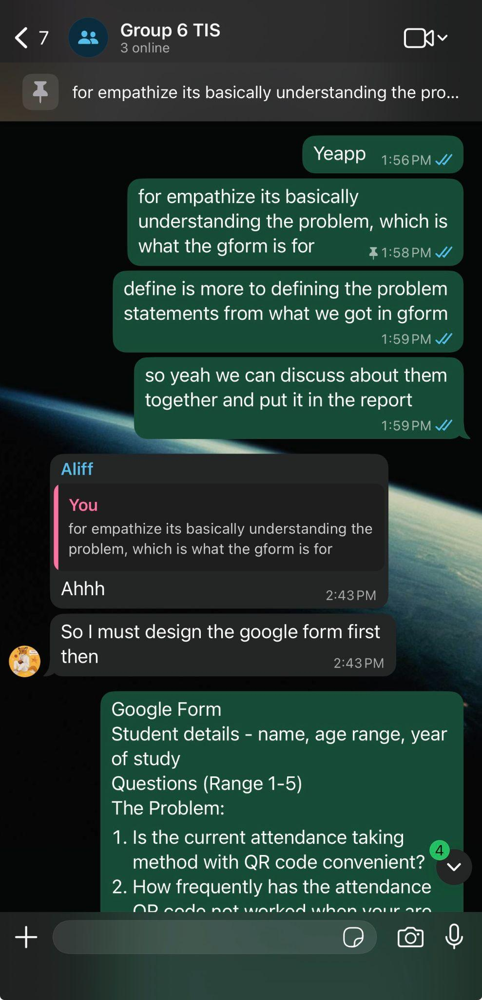 7
Group 6 TIS
3 online
for empathize its basically understanding the pro...
Yeapp 1:56 PM
for empathize its basically
understanding the problem, which is
what the gform is for 1:58 PM
define is more to defining the problem
statements from what we got in gform
1:59 PM
so yeah we can discuss about them
together and put it in the report
1:59 PM
Aliff
You
for empathize its basically understanding the
problem, which is what the gform is for
Ahhh 2:43 PM
So I must design the google form first
then 2:43 PM
Google Form
Student details - name, age range, year
of study
Questions (Range 1-5)
The Problem:
1. Is the current attendance taking
method with QR code convenient?
4
2. How frequently has the attendance
QR code not worked when your are